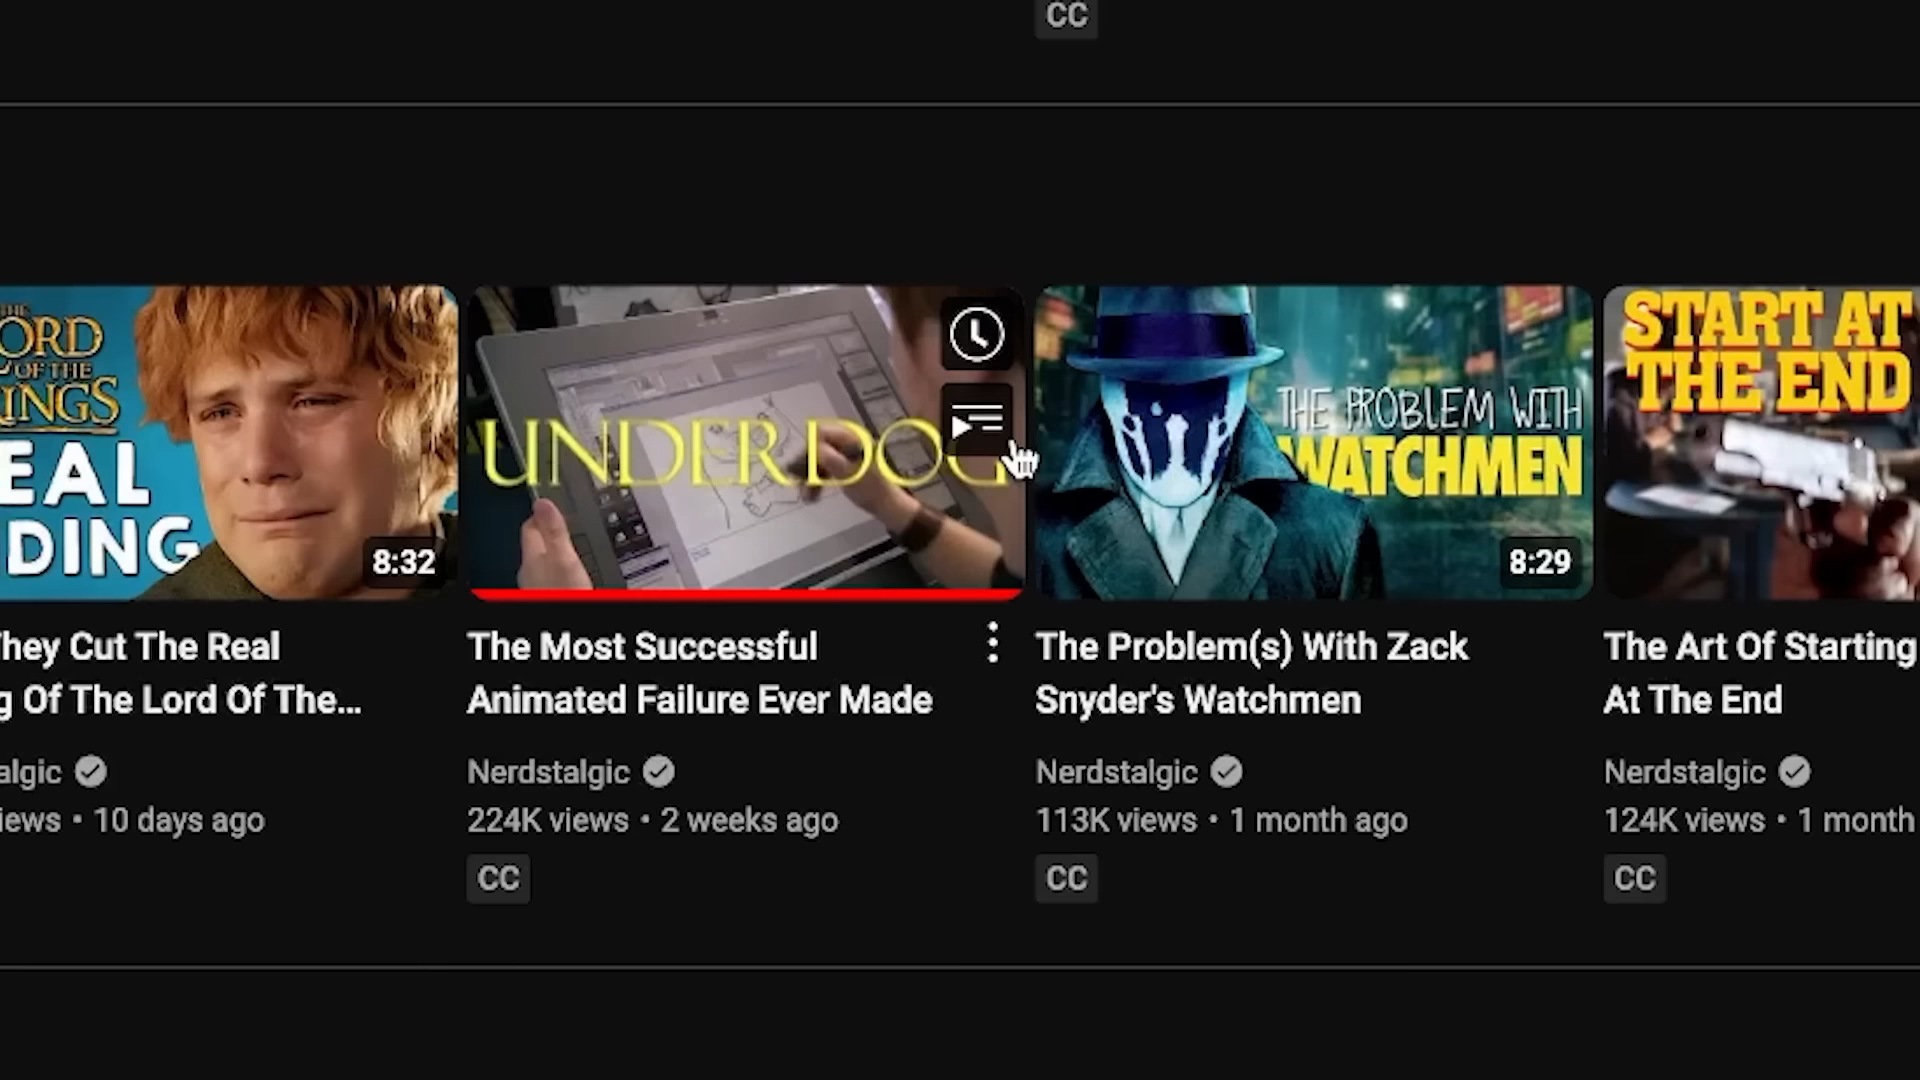 CC
THE
ORD
OF THE
INGS
EAL
DING
8:32
They Cut The Real
g Of The Lord Of The...
algic
iews • 10 days ago
UNDERDOG
The Most Successful
Animated Failure Ever Made
Nerdstalgic
224K views • 2 weeks ago
CC
THE PROBLEM WITH
WATCHMEN
8:29
The Problem(s) With Zack
Snyder's Watchmen
Nerdstalgic
113K views • 1 month ago
CC
START AT
THE END
The Art Of Starting
At The End
Nerdstalgic
124K views • 1 month
CC